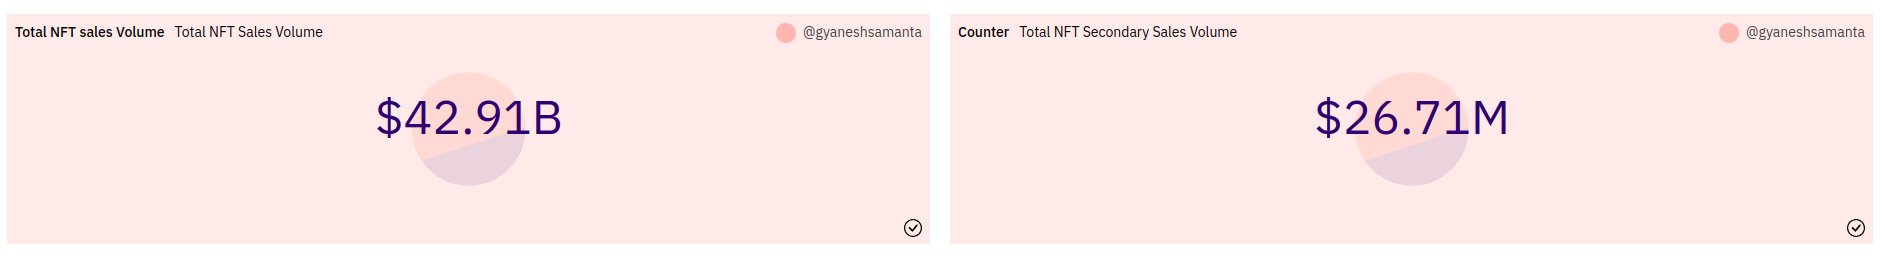 Total NFT sales Volume Total NFT Sales Volume @gyaneshsamanta
$42.91B
Counter Total NFT Secondary Sales Volume @gyaneshsamanta
$26.71M